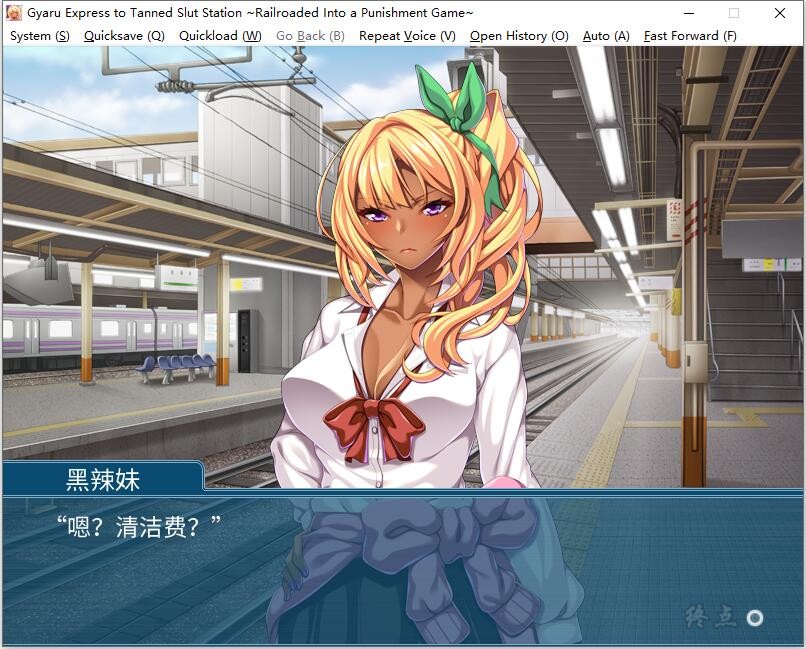 Gyaru Express to Tanned Slut Station ~Railroaded Into a Punishment Game~
System (S) Quicksave (Q) Quickload (W) Go Back (B) Repeat Voice (V) Open History (O) Auto (A) Fast Forward (F)
黑辣妹
“嗯？清洁费？”
终点